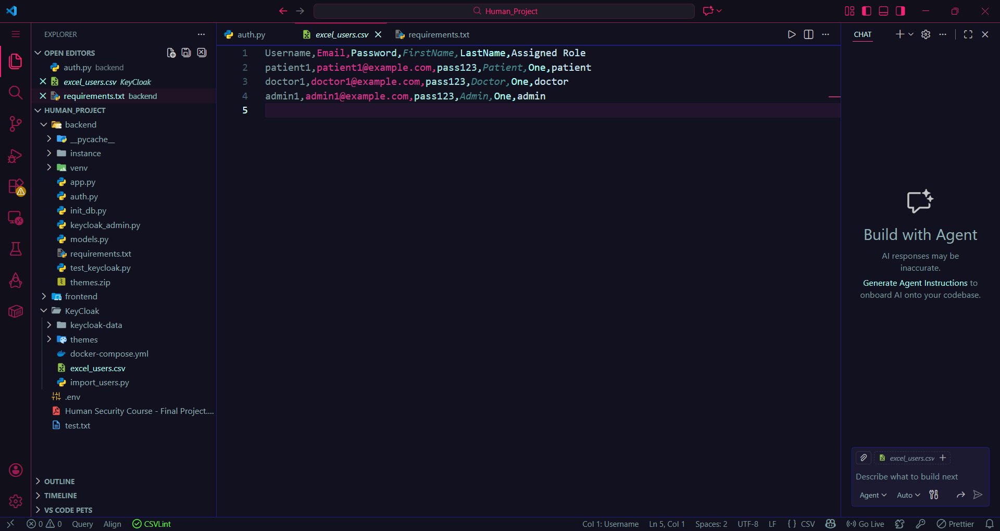 Human_Project
EXPLORER
OPEN EDITORS
auth.py backend
excel_users.csv KeyCloak
requirements.txt backend
HUMAN_PROJECT
backend
__pycache__
instance
venv
app.py
auth.py
init_db.py
keycloak_admin.py
models.py
requirements.txt
test_keycloak.py
themes.zip
frontend
KeyCloak
keycloak-data
themes
docker-compose.yml
excel_users.csv
import_users.py
.env
Human Security Course - Final Project....
test.txt
OUTLINE
TIMELINE
VS CODE PETS
auth.py
excel_users.csv
requirements.txt
1 Username,Email,Password,FirstName,LastName,Assigned Role
2 patient1,patient1@example.com,pass123,Patient,One,patient
3 doctor1,doctor1@example.com,pass123,Doctor,One,doctor
4 admin1,admin1@example.com,pass123,Admin,One,admin
5
CHAT
Build with Agent
AI responses may be
inaccurate.
Generate Agent Instructions to
onboard AI onto your codebase.
excel_users.csv
Describe what to build next
Agent Auto
0 0 Query Align CSVLint
Col 1: Username Ln 5, Col 1 Spaces: 2 UTF-8 LF {} CSV Go Live Prettier